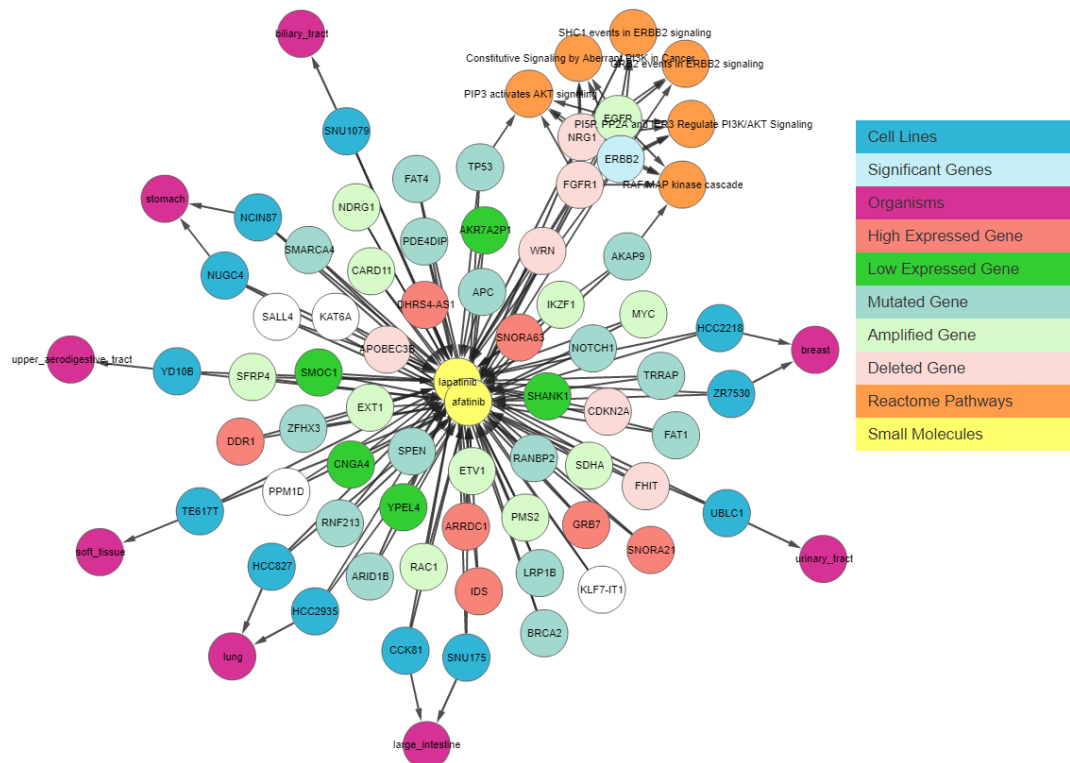 SHC1 events in ERBB2 signaling
biliary_tract
Constitutive Signaling by Aberrant PI3K in Cancer
GRB2 events in ERBB2 signaling
PIP3 activates AKT signaling
EGFR
PI5P, PP2A and IER3 Regulate PI3K/AKT Signaling
SNU1079
NRG1
Cell Lines
ERBB2
TP53
Significant Genes
FAT4
FGFR1
RAF/MAP kinase cascade
stomach
Organisms
NDRG1
NCIN87
AKR7A2P1
High Expressed Gene
PDE4DIP
SMARCA4
WRN
AKAP9
Low Expressed Gene
NUGC4
CARD11
APC
Mutated Gene
DHRS4-AS1
IKZF1
SALL4
KAT6A
MYC
Amplified Gene
HCC2218
SNORA63
APOBEC3B
NOTCH1
breast
upper_aerodigestive_tract
Deleted Gene
YD10B
SMOC1
SFRP4
lapatinib
TRRAP
Reactome Pathways
afatinib
SHANK1
ZR7530
EXT1
CDKN2A
Small Molecules
ZFHX3
FAT1
DDR1
SPEN
CNGA4
RANBP2
ETV1
SDHA
PPM1D
FHIT
YPEL4
TE617T
UBLC1
PMS2
RNF213
ARRDC1
GRB7
soft_tissue
SNORA21
urinary_tract
HCC827
RAC1
ARID1B
LRP1B
IDS
KLF7-IT1
HCC2935
BRCA2
lung
CCK81
SNU175
large_intestine